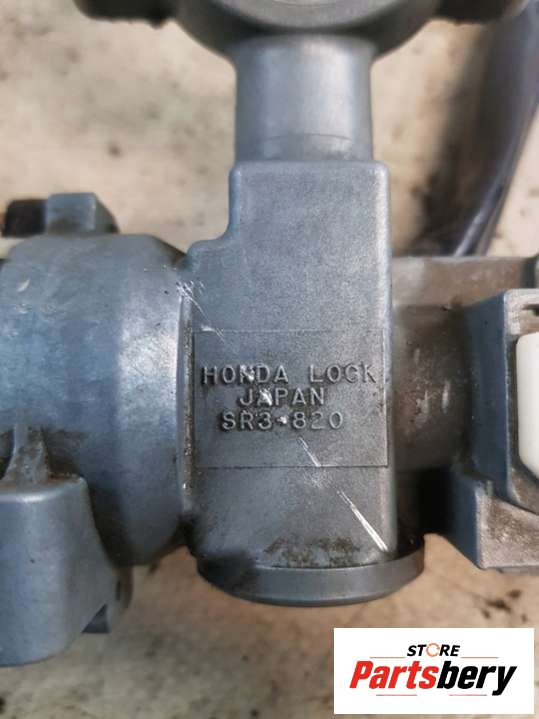 HONDA LOCK
JAPAN
SR3-820
STORE
Partsbery